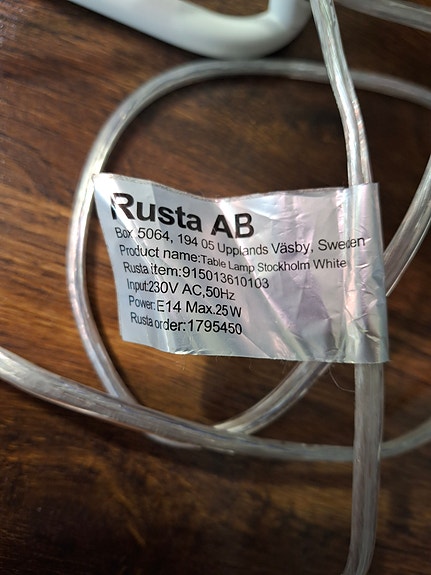 Rusta AB
Box 5064, 194 05 Upplands Väsby, Sweden
Product name:Table Lamp Stockholm White
Rusta item:915013610103
Input:230V AC,50Hz
Power:E14 Max.25W
Rusta order:1795450